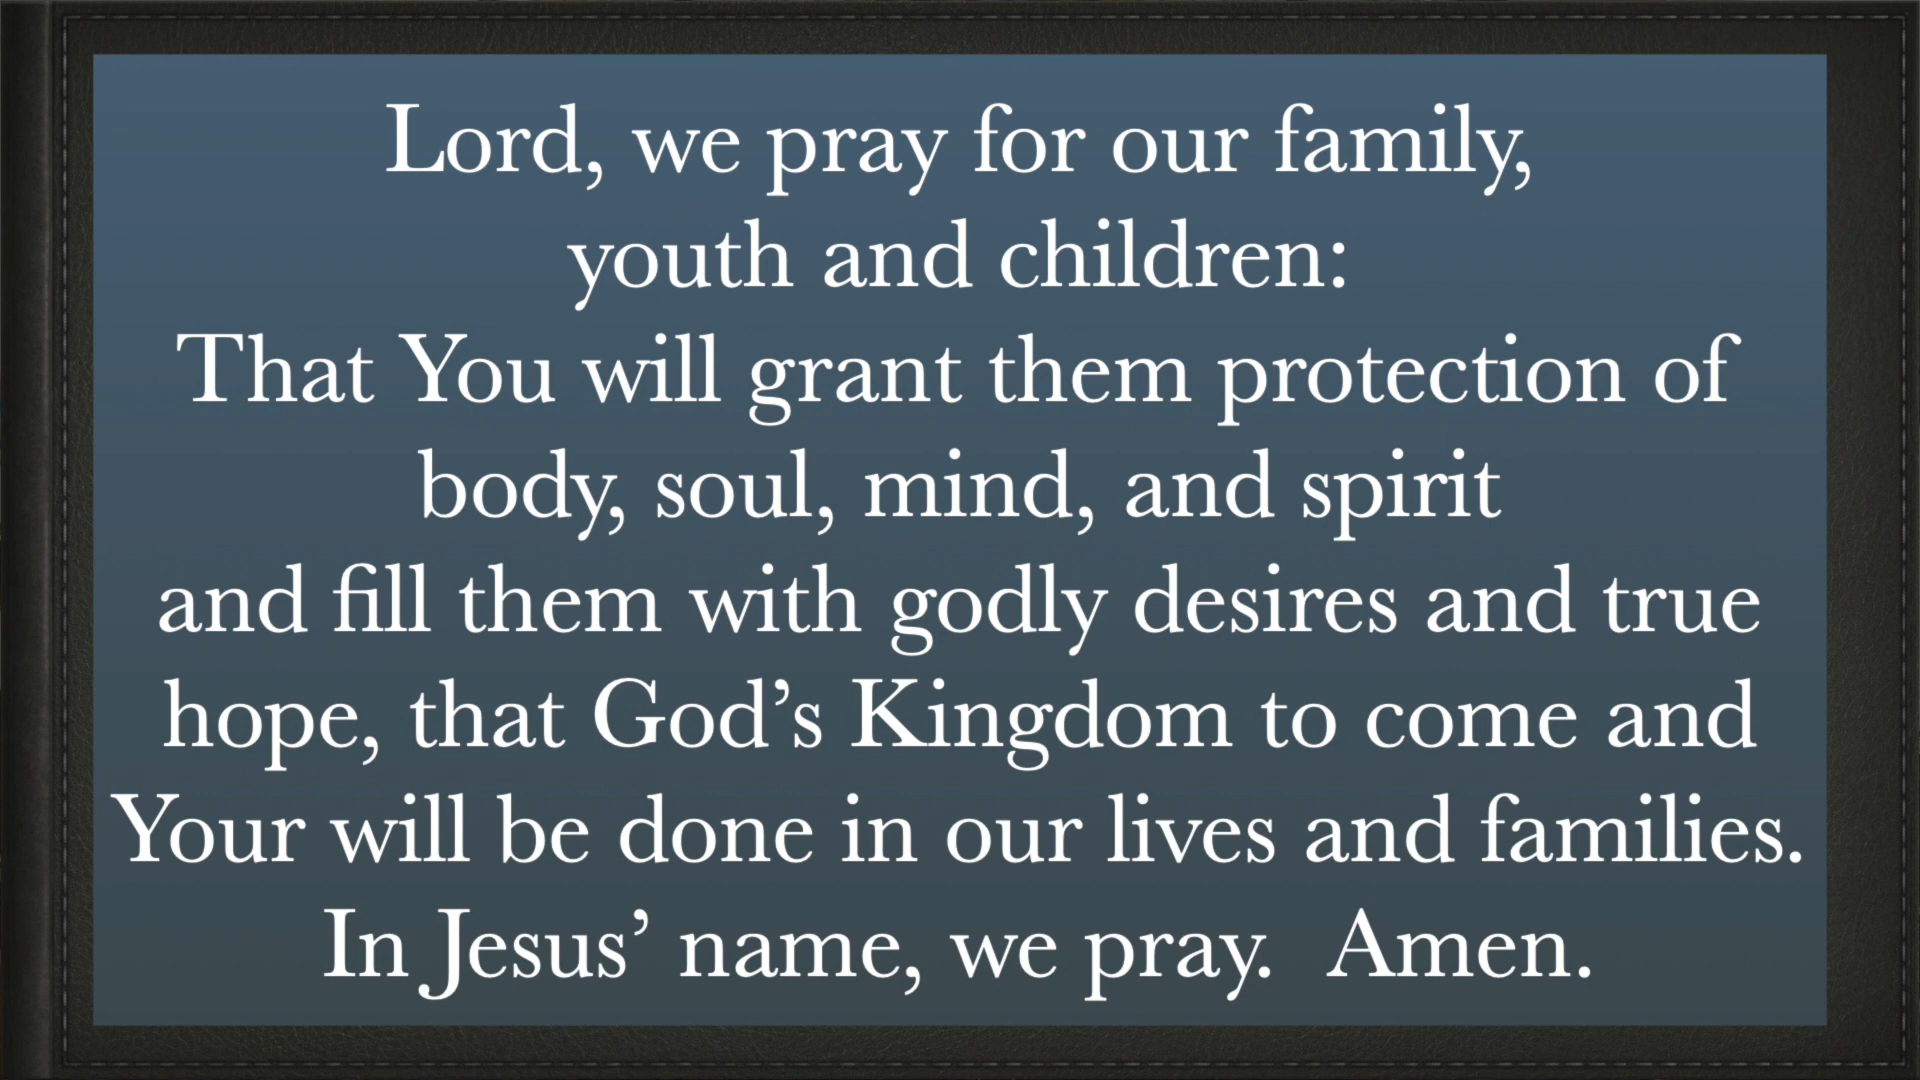 Lord, we pray for our family,
youth and children:
That You will grant them protection of
body, soul, mind, and spirit
and fill them with godly desires and true
hope, that God’s Kingdom to come and
Your will be done in our lives and families.
In Jesus’ name, we pray.  Amen.